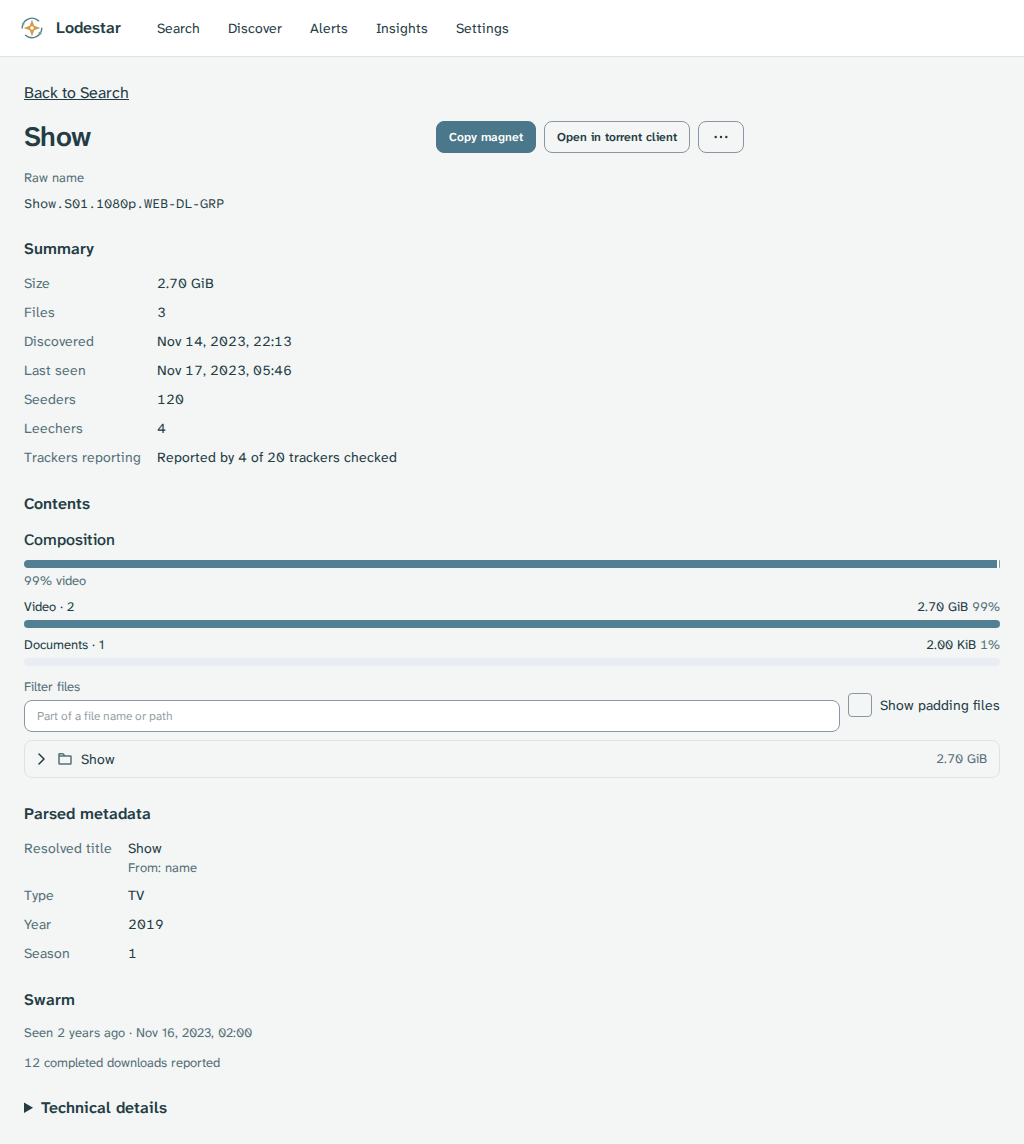 Lodestar Search Discover Alerts Insights Settings
Back to Search
Show Copy magnet Open in torrent client ...
Raw name
Show.S01.1080p.WEB-DL-GRP
Summary
Size 2.70 GiB
Files 3
Discovered Nov 14, 2023, 22:13
Last seen Nov 17, 2023, 05:46
Seeders 120
Leechers 4
Trackers reporting Reported by 4 of 20 trackers checked
Contents
Composition
99% video
Video · 2 2.70 GiB 99%
Documents · 1 2.00 KiB 1%
Filter files
Part of a file name or path Show padding files
Show 2.70 GiB
Parsed metadata
Resolved title Show
From: name
Type TV
Year 2019
Season 1
Swarm
Seen 2 years ago · Nov 16, 2023, 02:00
12 completed downloads reported
Technical details